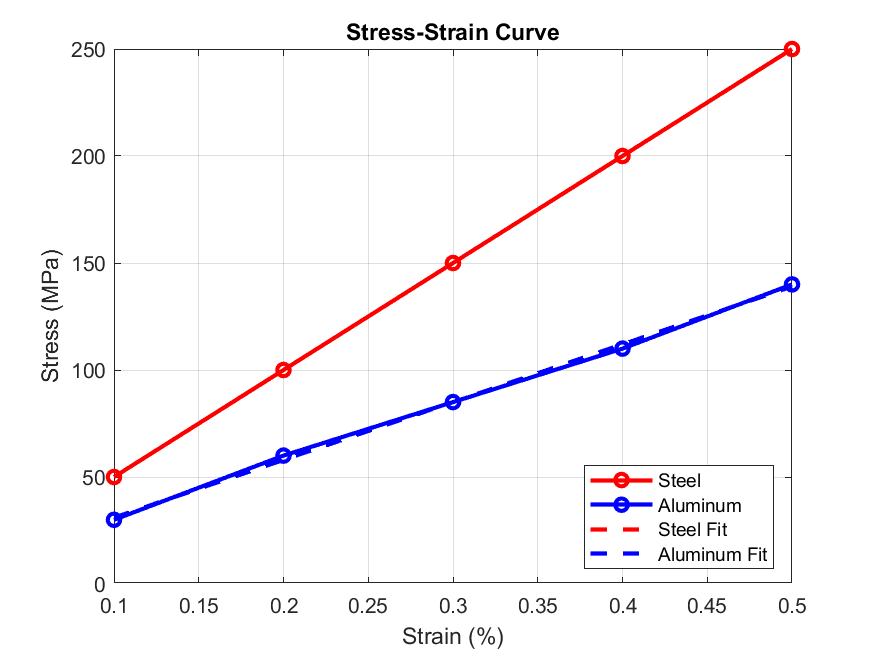 Stress-Strain Curve
250
200
150
100
50
0
Stress (MPa)
0.1 0.15 0.2 0.25 0.3 0.35 0.4 0.45 0.5
Strain (%)
Steel
Aluminum
Steel Fit
Aluminum Fit